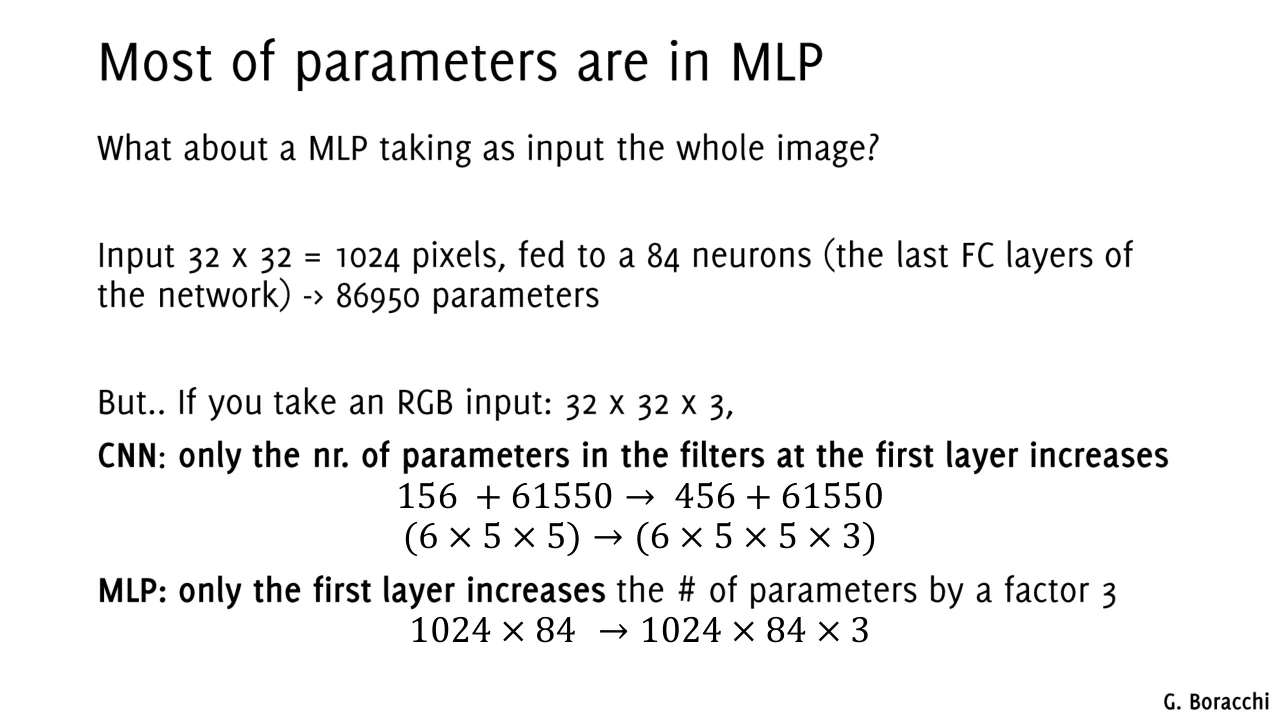 Most of parameters are in MLP
What about a MLP taking as input the whole image?
Input 32 x 32 = 1024 pixels, fed to a 84 neurons (the last FC layers of
the network) -> 86950 parameters
But.. If you take an RGB input: 32 x 32 x 3,
CNN: only the nr. of parameters in the filters at the first layer increases
156 + 61550 → 456 + 61550
(6 × 5 × 5) → (6 × 5 × 5 × 3)
MLP: only the first layer increases the # of parameters by a factor 3
1024 × 84 → 1024 × 84 × 3
G. Boracchi